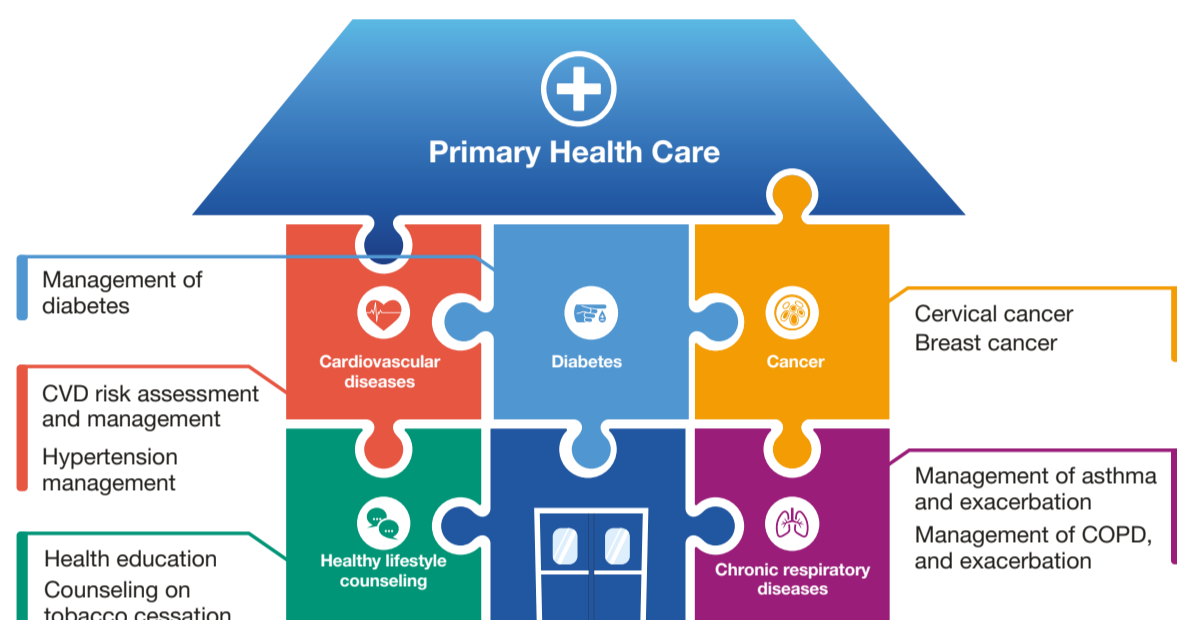 Primary Health Care
Management of
diabetes
Cardiovascular
diseases
Diabetes
Cancer
Cervical cancer
Breast cancer
CVD risk assessment
and management
Hypertension
management
Management of asthma
and exacerbation
Management of COPD,
and exacerbation
Healthy lifestyle
counseling
Chronic respiratory
diseases
Health education
Counseling on
tobacco cessation